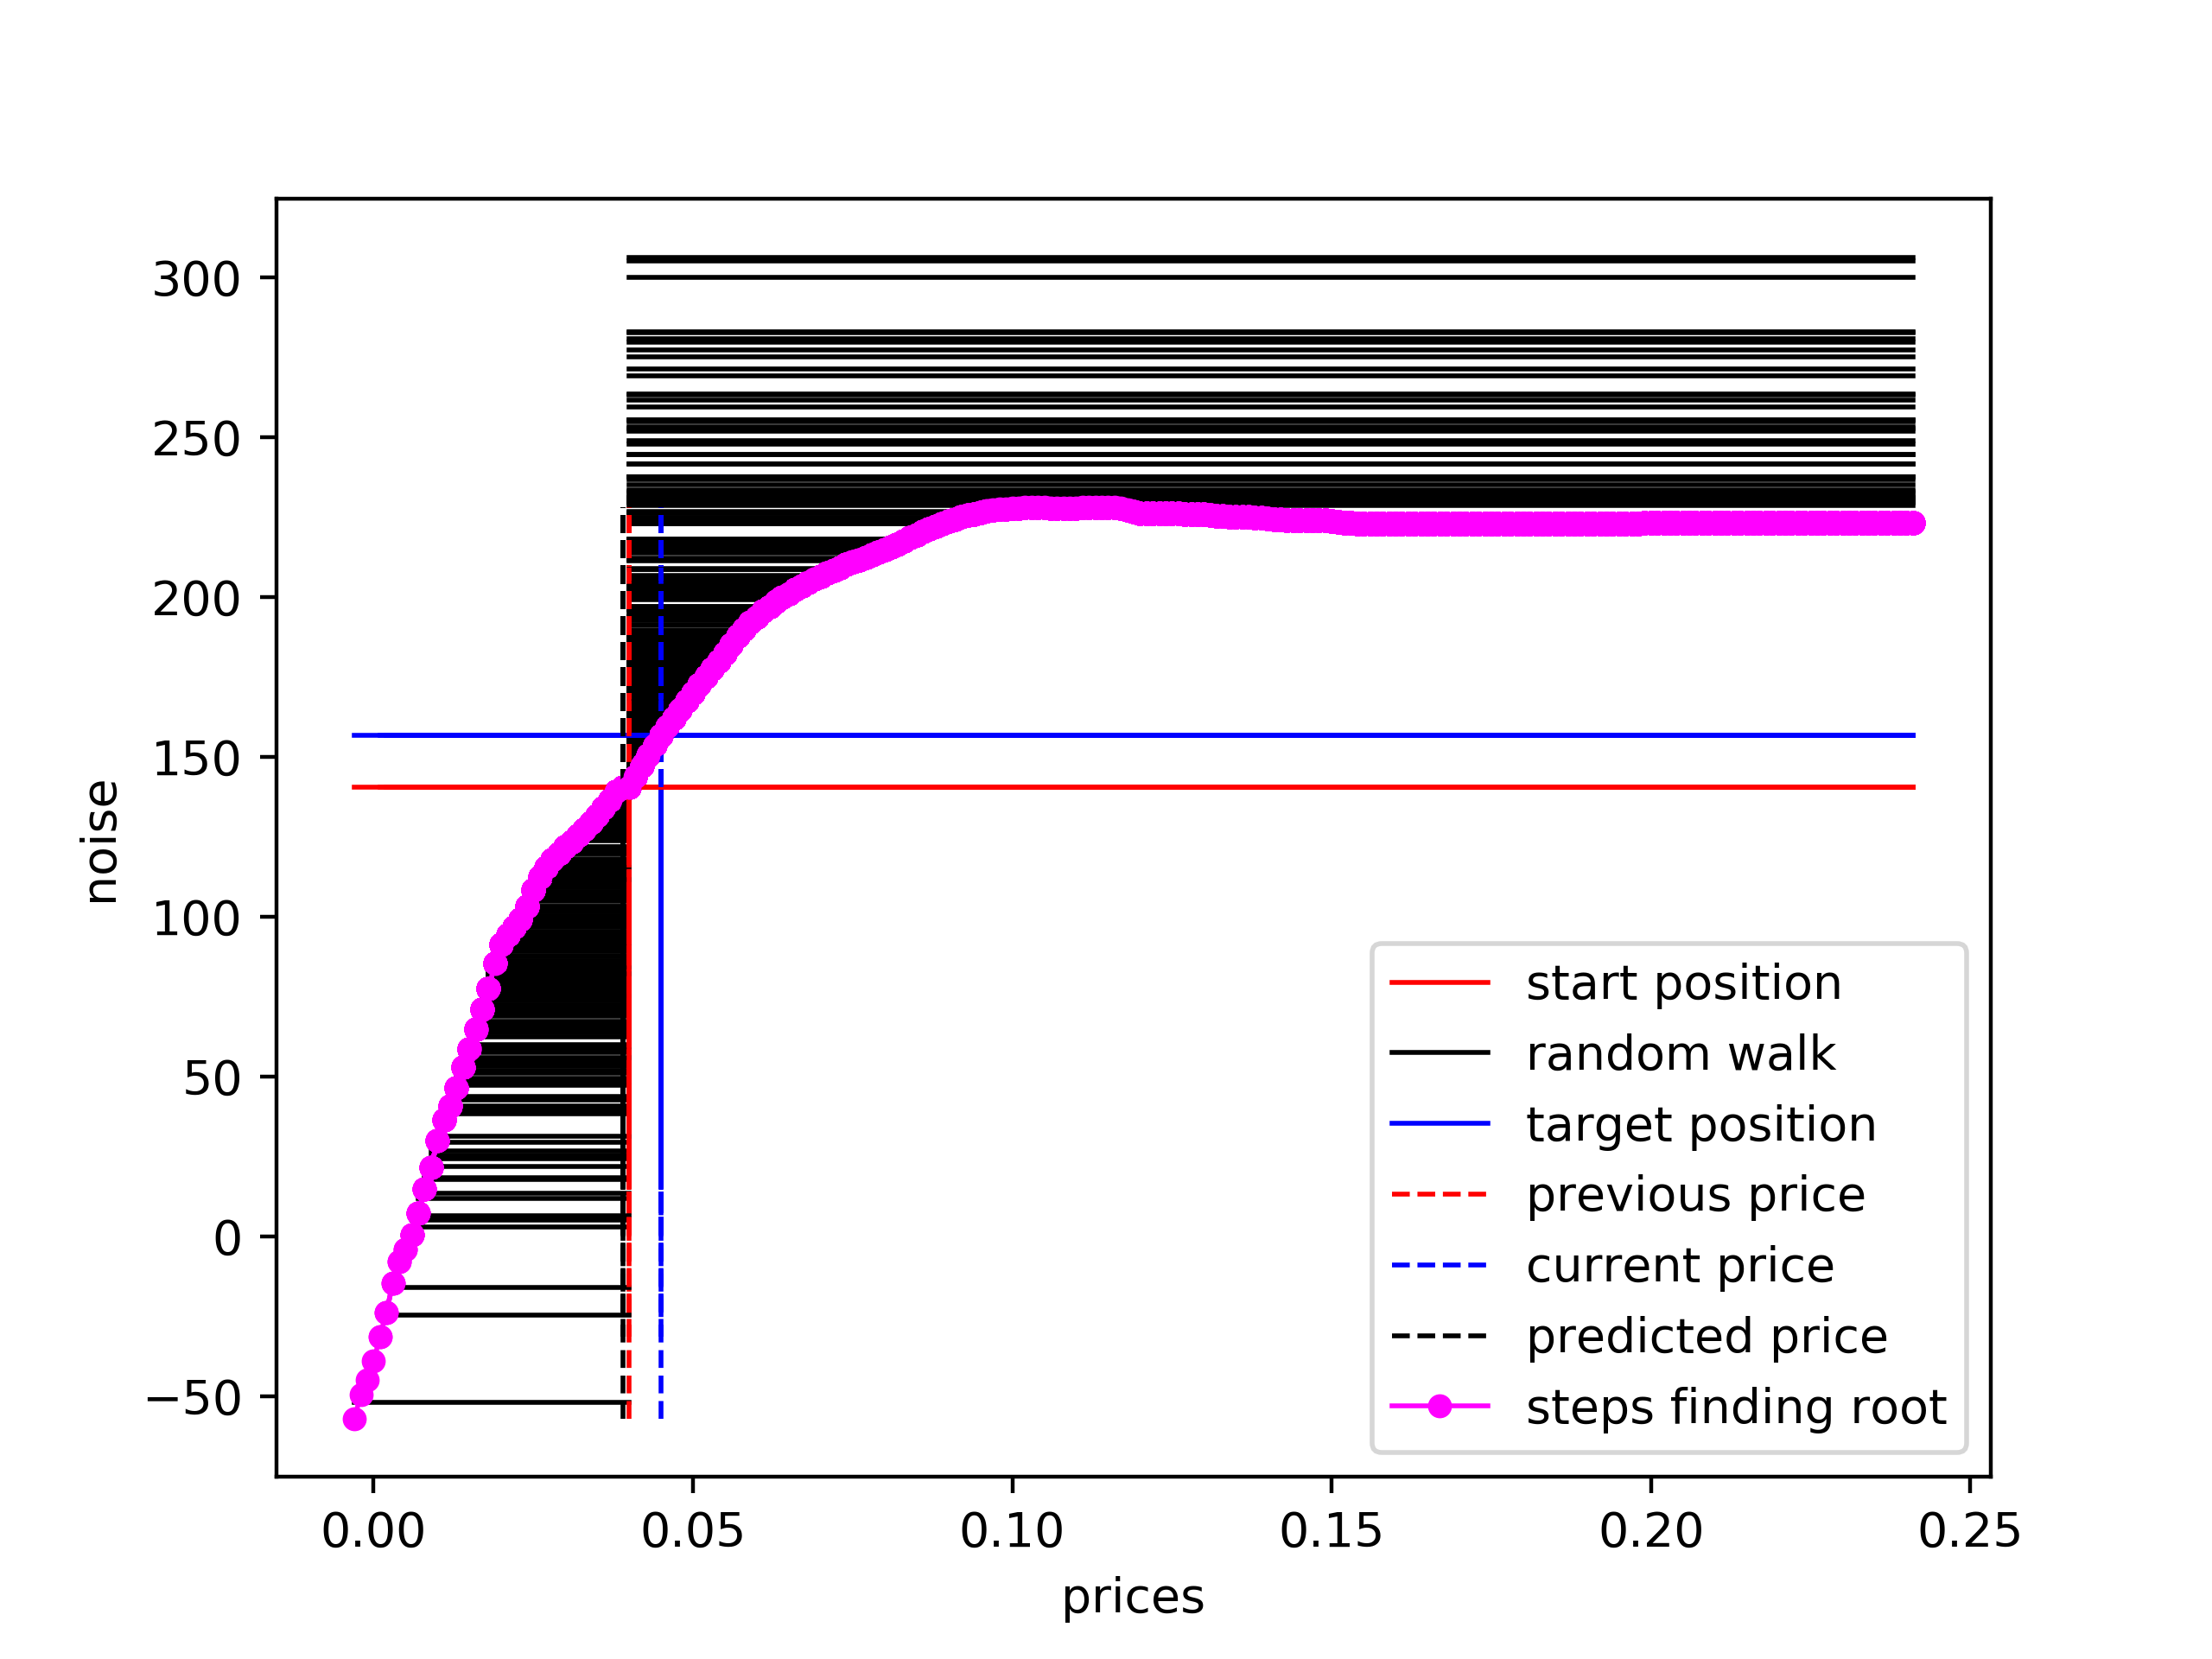 300
250
200
150
100
50
0
−50
noise
0.00 0.05 0.10 0.15 0.20 0.25
prices
start position
random walk
target position
previous price
current price
predicted price
steps finding root